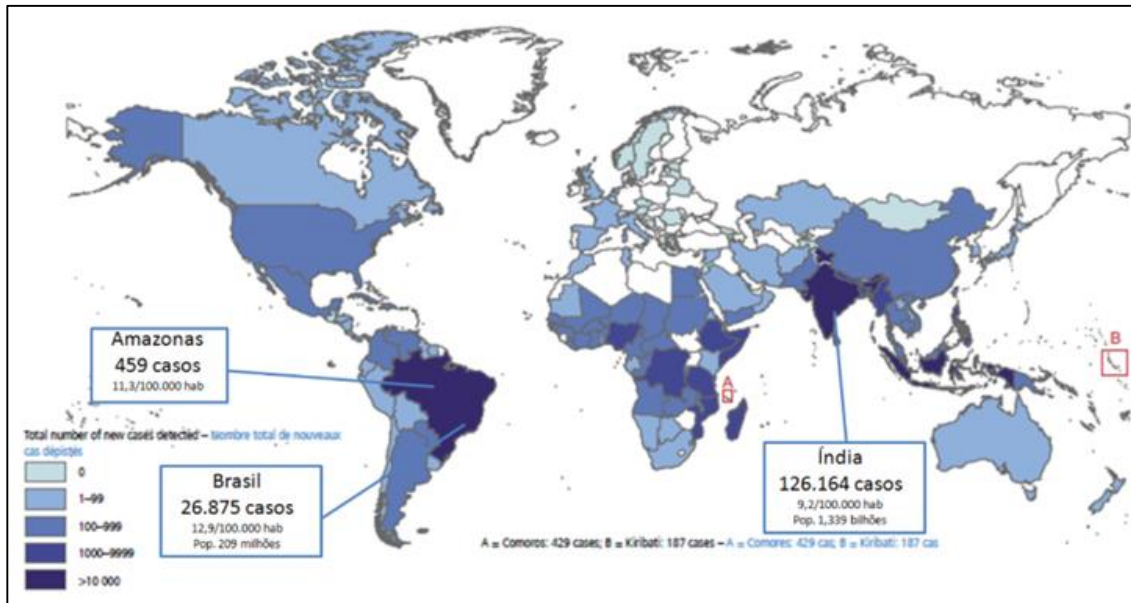 B
A
Amazonas
459 casos
11,3/100.000 hab
Total number of new cases detected – Nombre total de nouveaux
cas dépistés
0
1–99
100–999
1000–9999
>10 000
Brasil
26.875 casos
12,9/100.000 hab
Pop. 209 milhões
Índia
126.164 casos
9,2/100.000 hab
Pop. 1,339 bilhões
A = Comoros: 429 cases; B = Kiribati: 187 cases – A = Comores: 429 cas; B = Kiribati: 187 cas